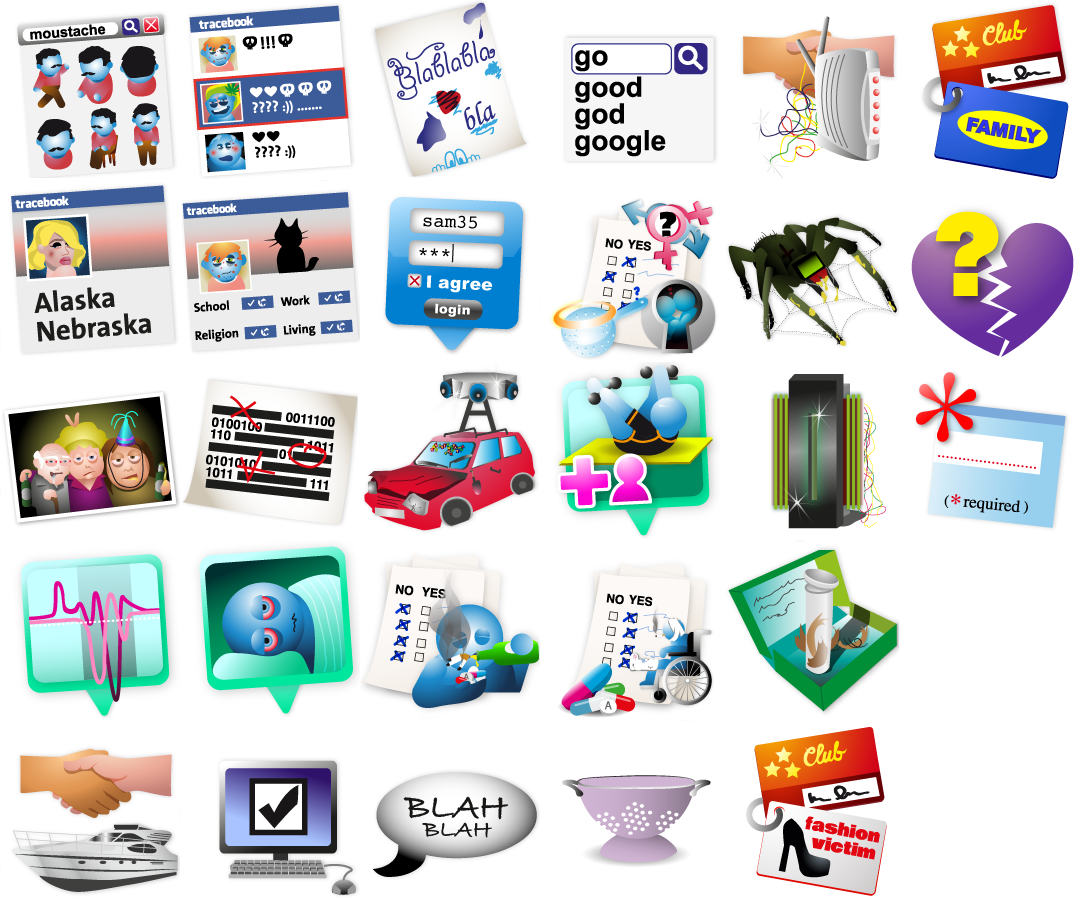 moustache
tracebook
!!!
???? :)) .......
???? :))
Blablabla
bla
go
good
god
google
Club
FAMILY
tracebook
Alaska
Nebraska
tracebook
School
Work
Religion
Living
sam35
***
I agree
login
NO YES
?
?
?
0011100
0100100
110
1011
0
0101010
1011
111
*
(*required )
NO YES
NO YES
A
BLAH
BLAH
Club
fashion
victim